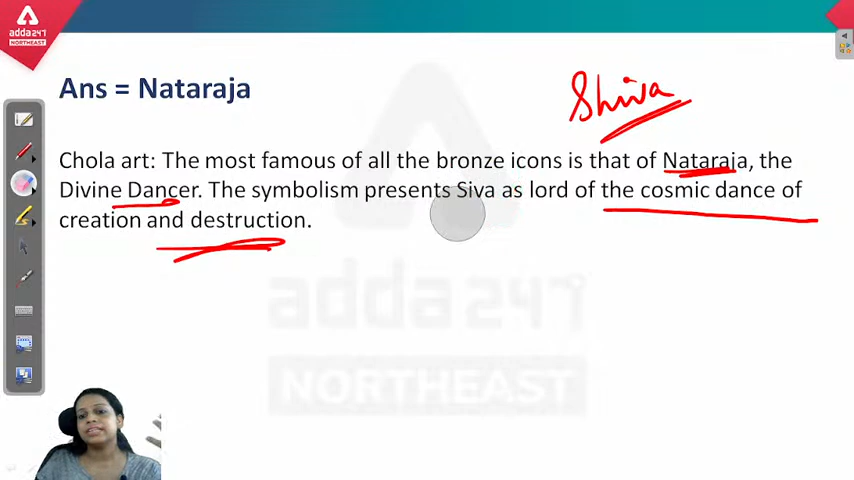 adda247
NORTHEAST
Ans = Nataraja
Shiva
Chola art: The most famous of all the bronze icons is that of Nataraja, the
Divine Dancer. The symbolism presents Siva as lord of the cosmic dance of
creation and destruction.
adda247
NORTHEAST